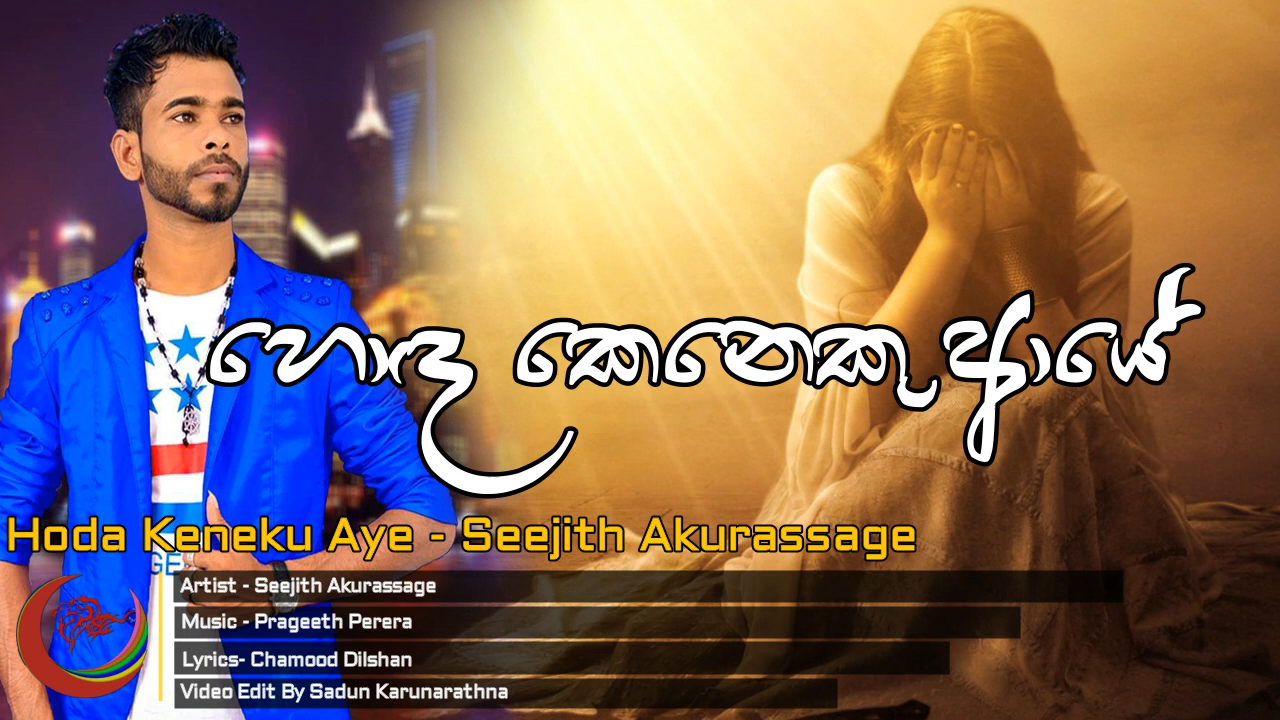 හොඳ කෙනෙකු ආයේ
Hoda Keneku Aye - Seejith Akurassage
GE
Artist - Seejith Akurassage
Music - Prageeth Perera
Lyrics- Chamood Dilshan
Video Edit By Sadun Karunarathna